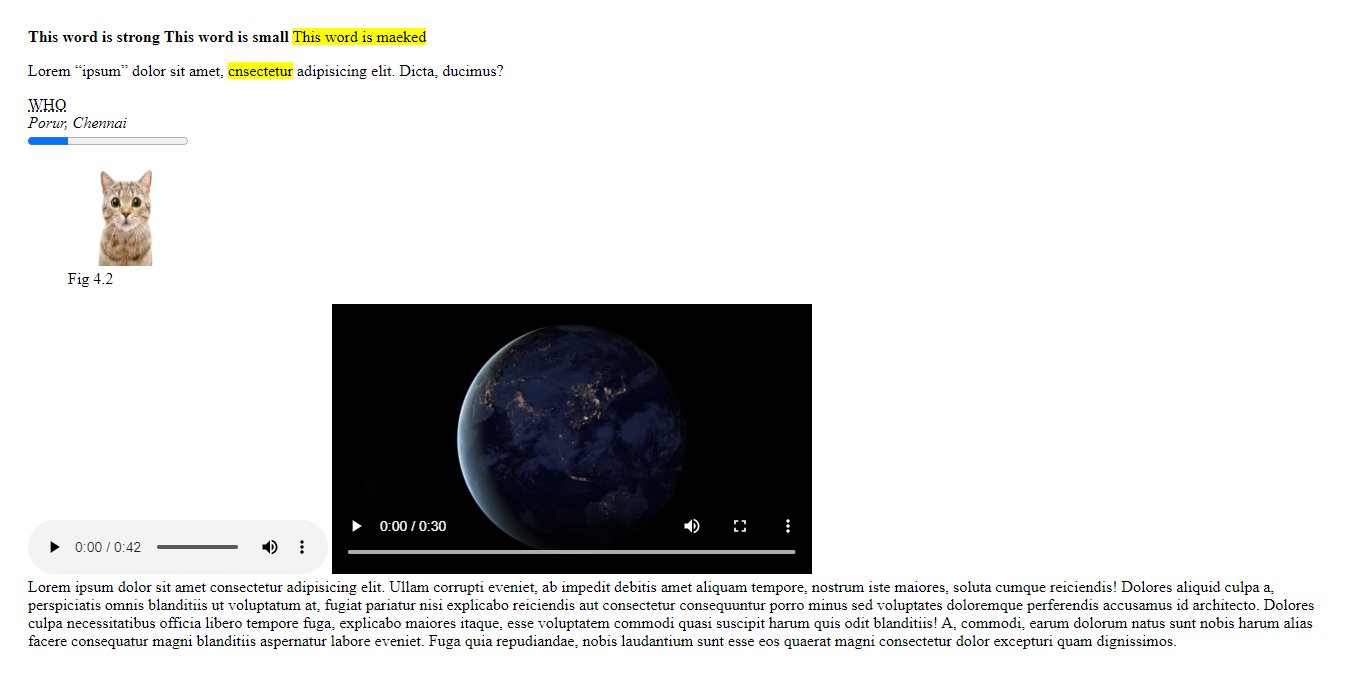 This word is strong This word is small This word is maeked
Lorem “ipsum” dolor sit amet, cnsectetur adipisicing elit. Dicta, ducimus?
WHO
Porur, Chennai
Fig 4.2
0:00 / 0:30
0:00 / 0:42
Lorem ipsum dolor sit amet consectetur adipisicing elit. Ullam corrupti eveniet, ab impedit debitis amet aliquam tempore, nostrum iste maiores, soluta cumque reiciendis! Dolores aliquid culpa a,
perspiciatis omnis blanditiis ut voluptatum at, fugiat pariatur nisi explicabo reiciendis aut consectetur consequuntur porro minus sed voluptates doloremque perferendis accusamus id architecto. Dolores
culpa necessitatibus officia libero tempore fuga, explicabo maiores itaque, esse voluptatem commodi quasi suscipit harum quis odit blanditiis! A, commodi, earum dolorum natus sunt nobis harum alias
facere consequatur magni blanditiis aspernatur labore eveniet. Fuga quia repudiandae, nobis laudantium sunt esse eos quaerat magni consectetur dolor excepturi quam dignissimos.